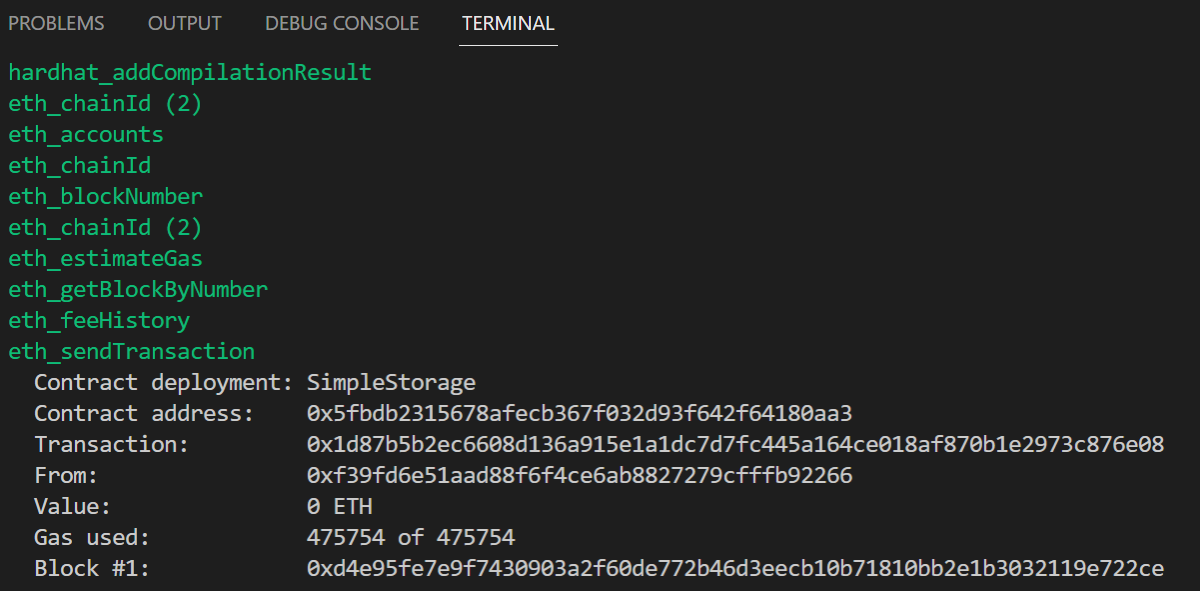 PROBLEMS OUTPUT DEBUG CONSOLE TERMINAL
hardhat_addCompilationResult
eth_chainId (2)
eth_accounts
eth_chainId
eth_blockNumber
eth_chainId (2)
eth_estimateGas
eth_getBlockByNumber
eth_feeHistory
eth_sendTransaction
Contract deployment: SimpleStorage
Contract address: 0x5fbdb2315678afecb367f032d93f642f64180aa3
Transaction: 0x1d87b5b2ec6608d136a915e1a1dc7d7fc445a164ce018af870b1e2973c876e08
From: 0xf39fd6e51aad88f6f4ce6ab8827279cfffb92266
Value: 0 ETH
Gas used: 475754 of 475754
Block #1: 0xd4e95fe7e9f7430903a2f60de772b46d3eecb10b71810bb2e1b3032119e722ce